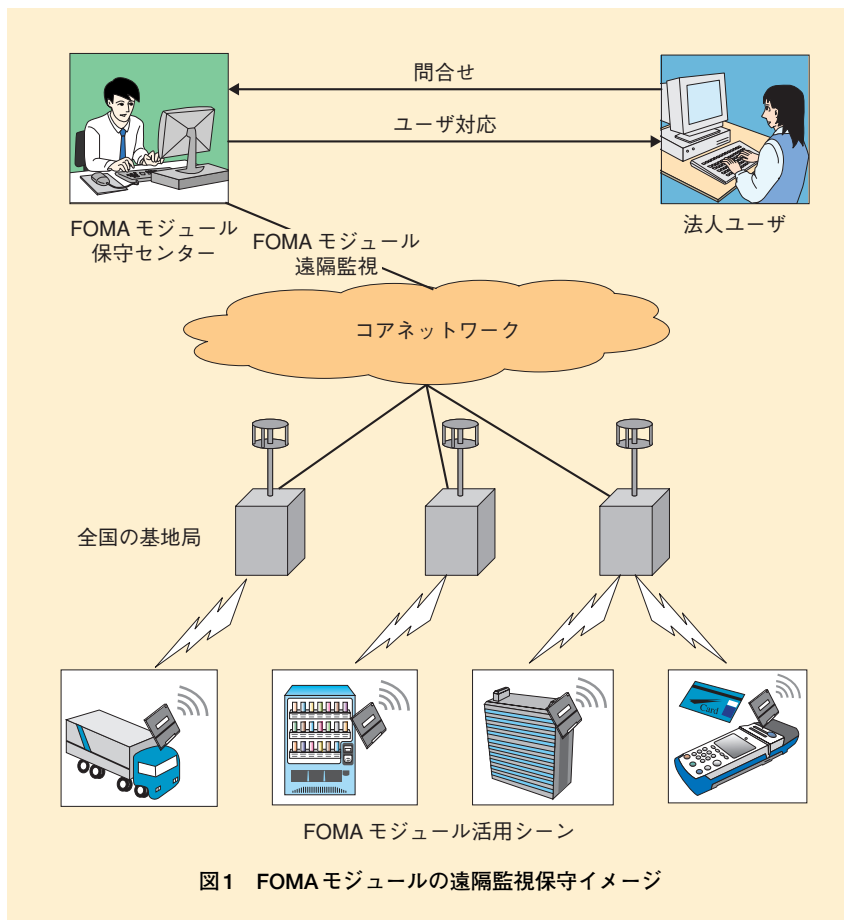 問合せ
ユーザ対応
FOMA モジュール
保守センター
FOMA モジュール
遠隔監視
法人ユーザ
コアネットワーク
全国の基地局
Card
FOMA モジュール活用シーン
図1 FOMAモジュールの遠隔監視保守イメージ